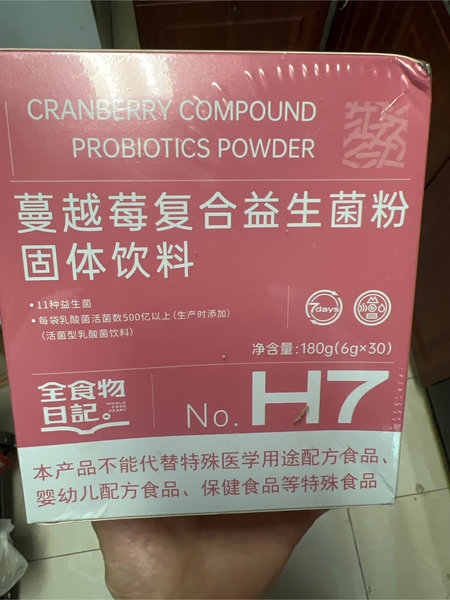 CRANBERRY COMPOUND
PROBIOTICS POWDER
蔓越莓复合益生菌粉
固体饮料
• 11种益生菌
• 每袋乳酸菌活菌数500亿以上(生产时添加)
(活菌型乳酸菌饮料)
7days
净含量:180g(6g×30)
全食物
日記。
WHOLE
FOOD
DIARY
No. H7
本产品不能代替特殊医学用途配方食品、
婴幼儿配方食品、保健食品等特殊食品